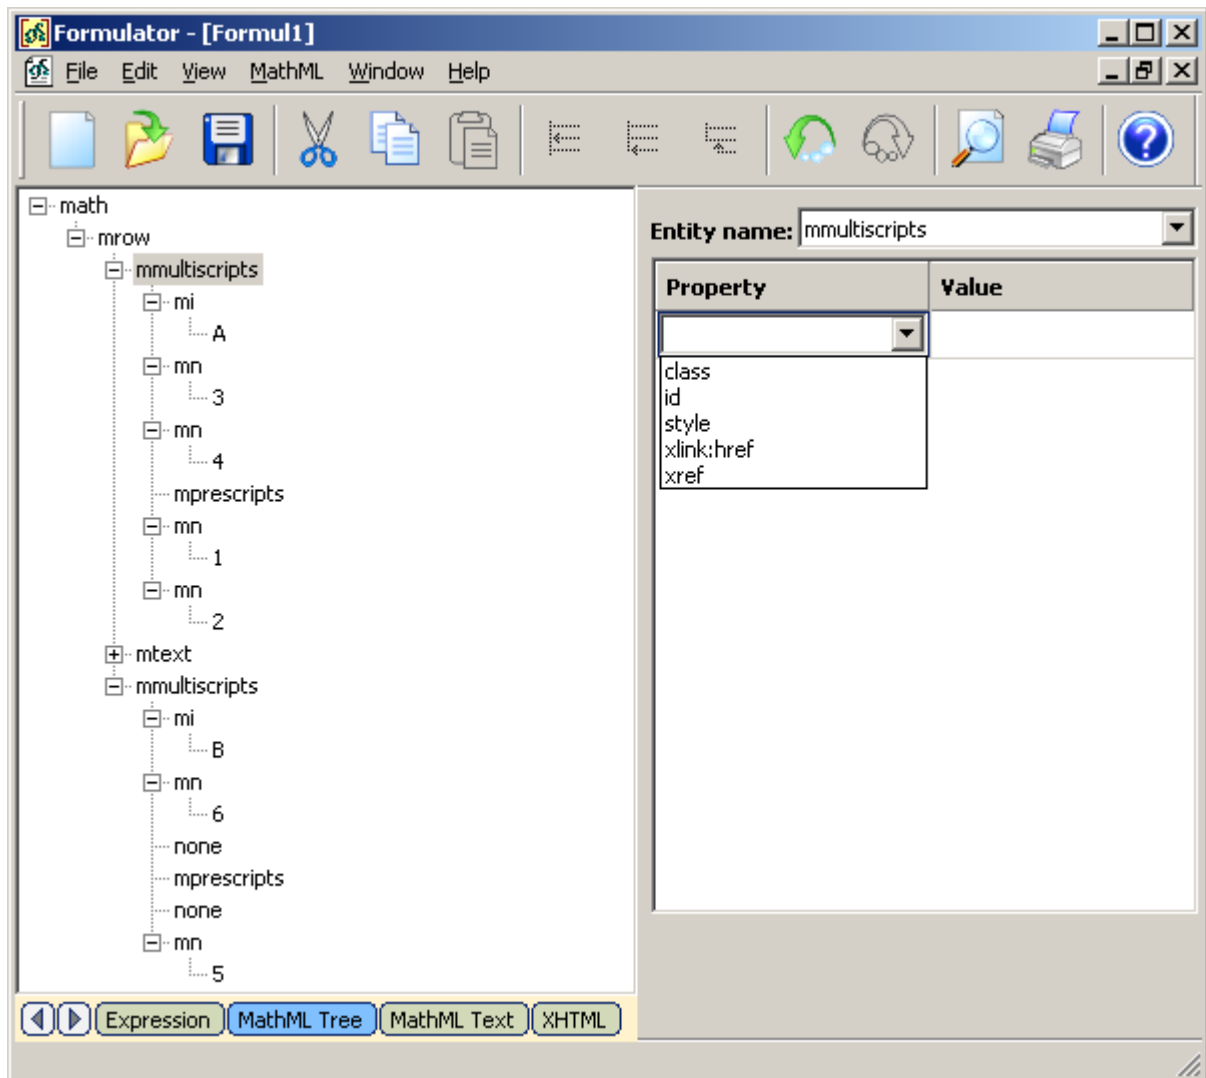 Formulator - [Formul1]
File Edit View MathML Window Help
math
mrow
mmultiscripts
mi
A
mn
3
mn
4
mprescripts
mn
1
mn
2
mtext
mmultiscripts
mi
B
mn
6
none
mprescripts
none
mn
5
Expression MathML Tree MathML Text XHTML
Entity name: mmultiscripts
Property Value
class
id
style
xlink:href
xref